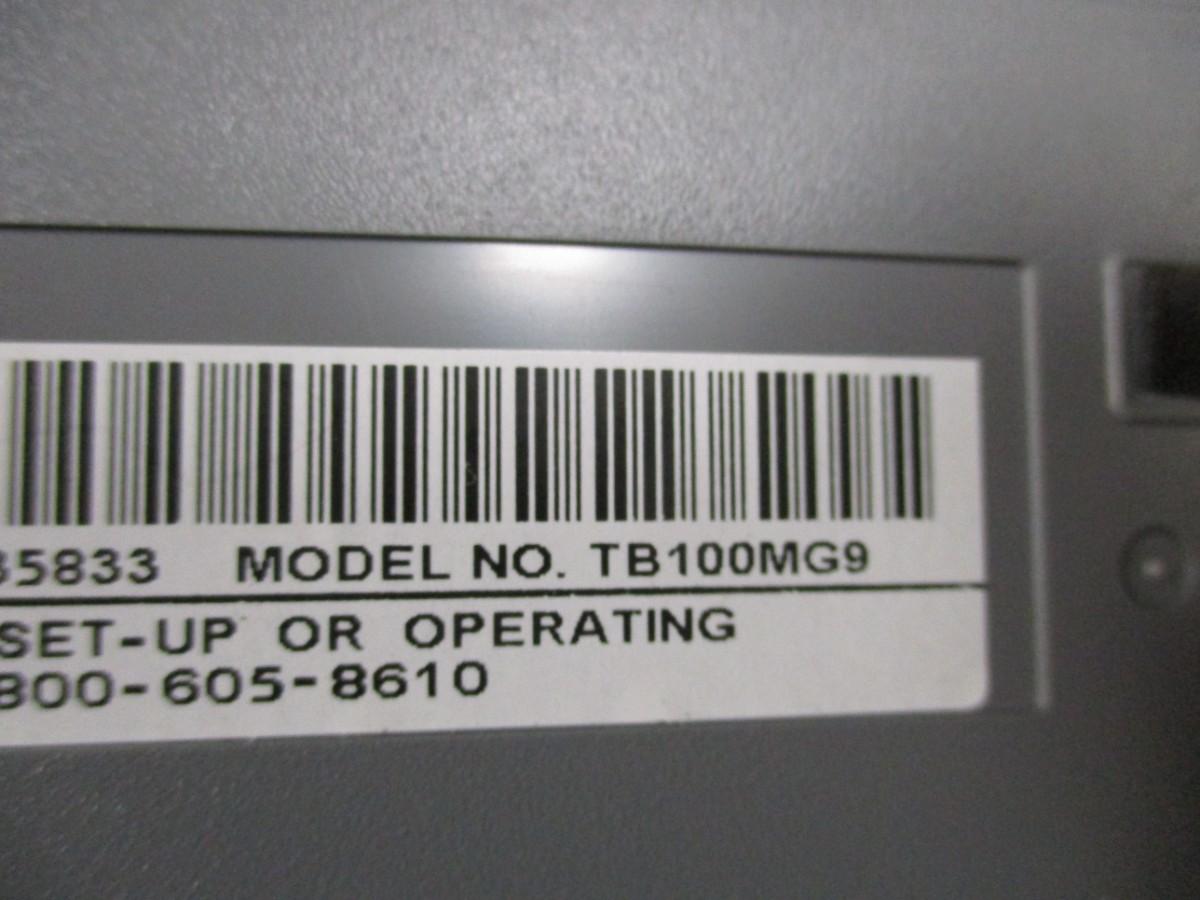 35833 MODEL NO. TB100MG9
SET-UP OR OPERATING
800-605-8610